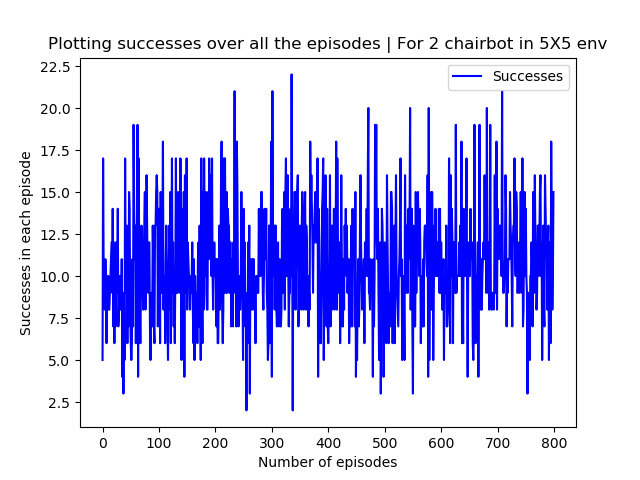 Plotting successes over all the episodes | For 2 chairbot in 5X5 env
Successes
Successes in each episode
22.5
20.0
17.5
15.0
12.5
10.0
7.5
5.0
2.5
0 100 200 300 400 500 600 700 800
Number of episodes